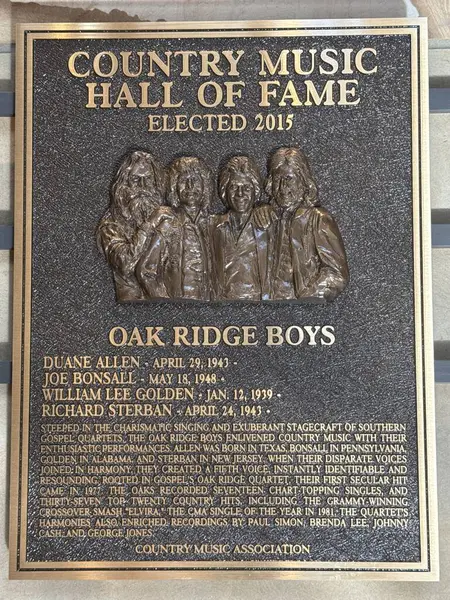 COUNTRY MUSIC
HALL OF FAME
ELECTED 2015
OAK RIDGE BOYS
DUANE ALLEN - APRIL 29, 1943 -
JOE BONSALL - MAY 18, 1948 -
WILLIAM LEE GOLDEN - JAN. 12, 1939 -
RICHARD STERBAN - APRIL 24, 1943 -
STEEPED IN THE CHARISMATIC SINGING AND EXUBERANT STAGECRAFT OF SOUTHERN
GOSPEL QUARTETS, THE OAK RIDGE BOYS ENLIVENED COUNTRY MUSIC WITH THEIR
ENTHUSIASTIC PERFORMANCES. ALLEN WAS BORN IN TEXAS, BONSALL IN PENNSYLVANIA,
GOLDEN IN ALABAMA, AND STERBAN IN NEW JERSEY. WHEN THEIR DISPARATE VOICES
JOINED IN HARMONY, THEY CREATED A FIFTH VOICE, INSTANTLY IDENTIFIABLE AND
RESOUNDING. ROOTED IN GOSPEL'S OAK RIDGE QUARTET, THEIR FIRST SECULAR HIT
CAME IN 1977. THE OAKS RECORDED SEVENTEEN CHART-TOPPING SINGLES, AND
THIRTY-SEVEN TOP TWENTY COUNTRY HITS, INCLUDING THE GRAMMY-WINNING
CROSSOVER SMASH "ELVIRA," THE CMA SINGLE OF THE YEAR IN 1981. THE QUARTET'S
HARMONIES ALSO ENRICHED RECORDINGS BY PAUL SIMON, BRENDA LEE, JOHNNY
CASH, AND GEORGE JONES.
COUNTRY MUSIC ASSOCIATION